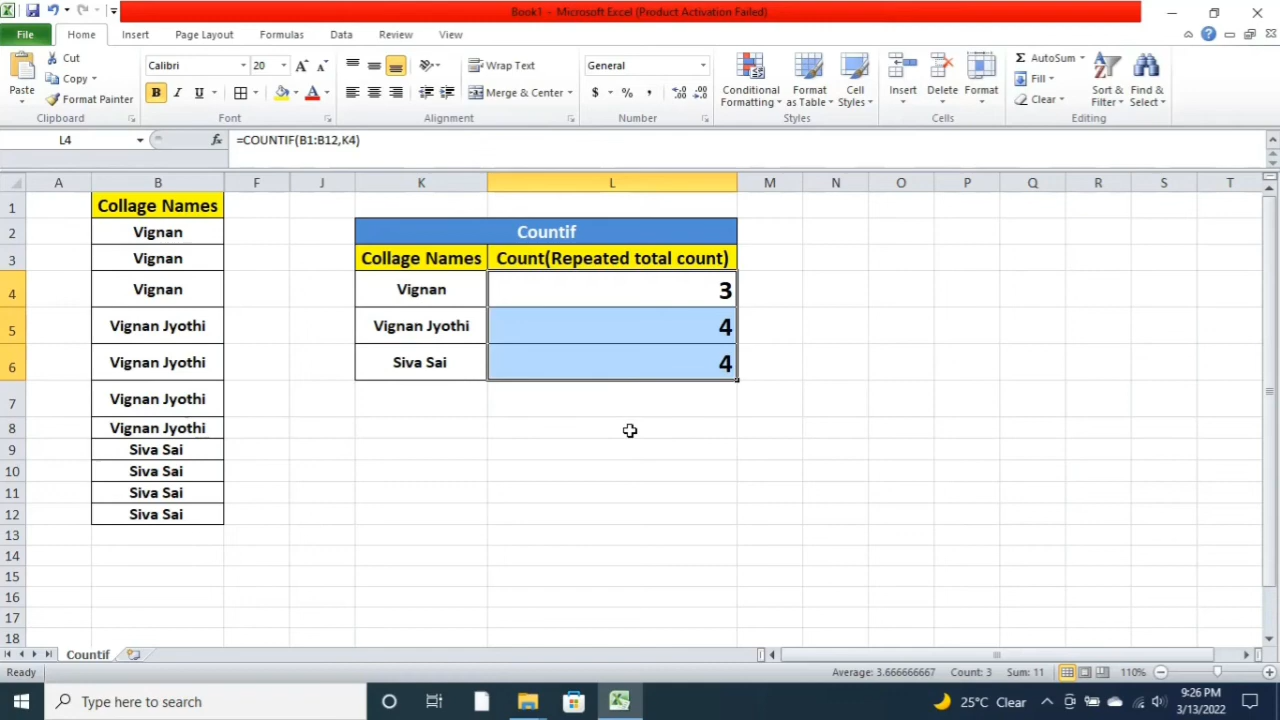 Book1 - Microsoft Excel (Product Activation Failed)
File Home Insert Page Layout Formulas Data Review View
Paste
Cut
Copy
Format Painter
Clipboard
Calibri 20
B I U
Font
Wrap Text
Merge & Center
Alignment
General
$ % ,
Number
Conditional Formatting
Format as Table
Cell Styles
Styles
Insert Delete Format
Cells
AutoSum
Fill
Clear
Sort & Filter
Find & Select
Editing
L4 fx =COUNTIF(B1:B12,K4)
A B F J K L M N O P Q R S T
1 Collage Names
2 Vignan Countif
3 Vignan Collage Names Count(Repeated total count)
4 Vignan Vignan 3
5 Vignan Jyothi Vignan Jyothi 4
6 Vignan Jyothi Siva Sai 4
7 Vignan Jyothi
8 Vignan Jyothi
9 Siva Sai
10 Siva Sai
11 Siva Sai
12 Siva Sai
13
14
15
16
17
18
Countif
Ready Average: 3.666666667 Count: 3 Sum: 11 110%
Type here to search
25°C Clear
9:26 PM
3/13/2022